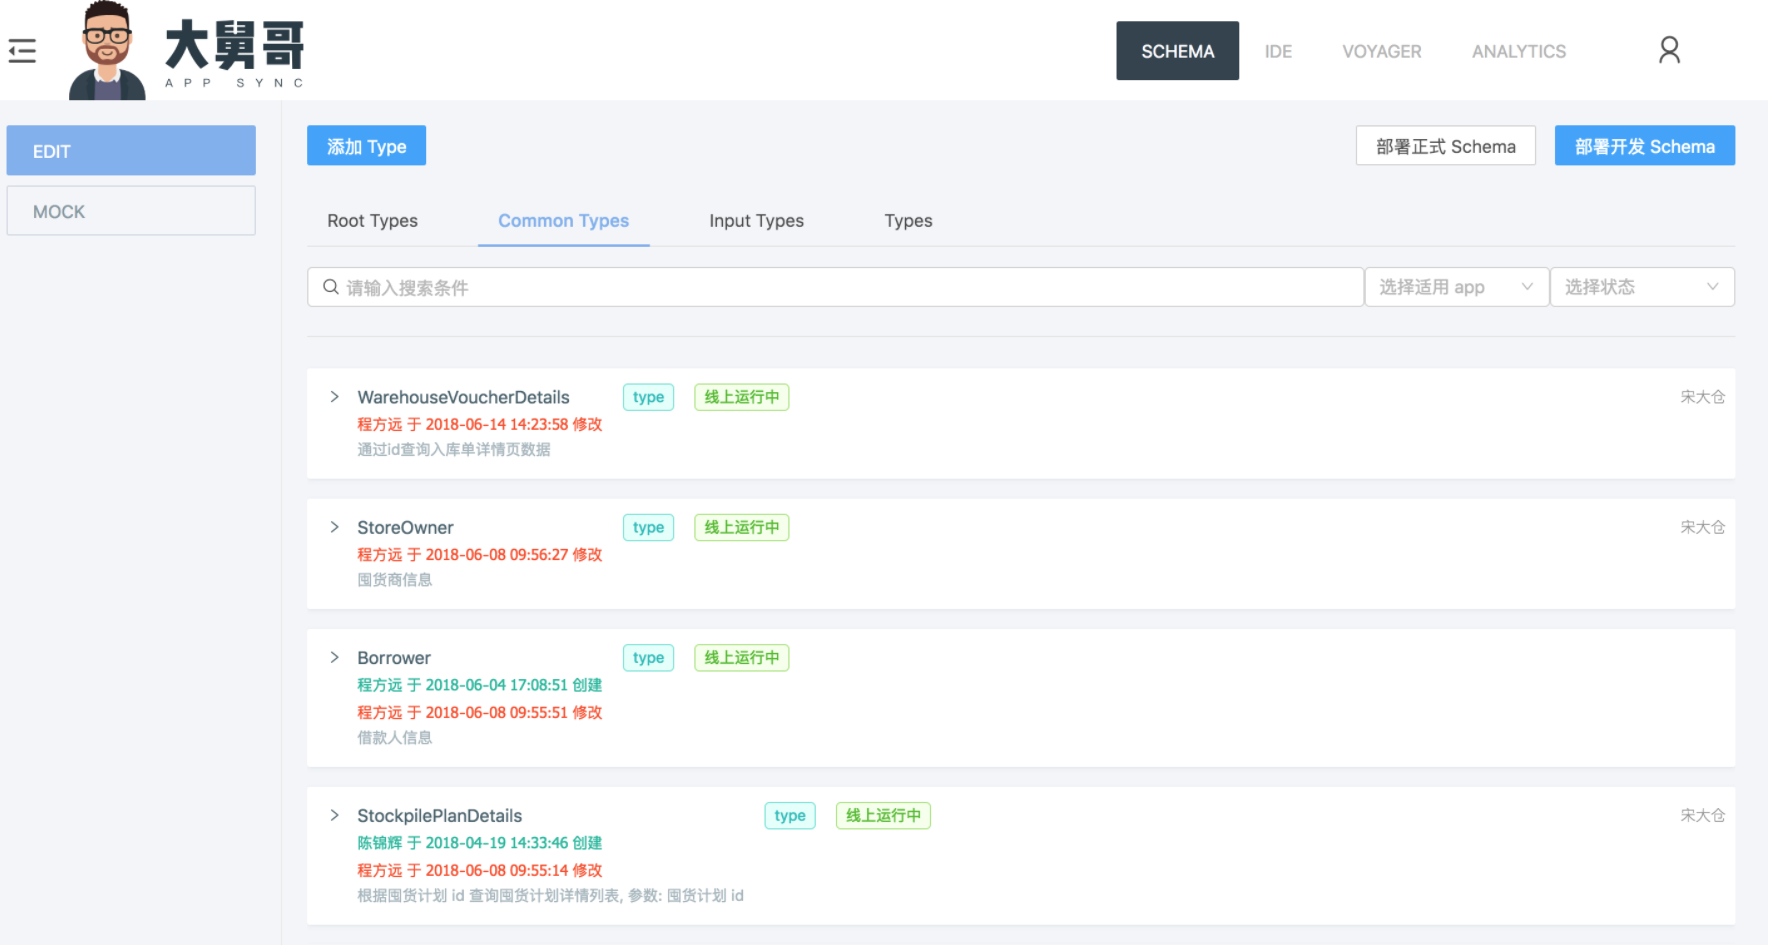 大舅哥
APP SYNC
SCHEMA
IDE
VOYAGER
ANALYTICS
EDIT
MOCK
添加 Type
部署正式 Schema
部署开发 Schema
Root Types
Common Types
Input Types
Types
请输入搜索条件
选择适用 app
选择状态
WarehouseVoucherDetails
type
线上运行中
宋大仓
程方远 于 2018-06-14 14:23:58 修改
通过id查询入库单详情页数据
StoreOwner
type
线上运行中
宋大仓
程方远 于 2018-06-08 09:56:27 修改
囤货商信息
Borrower
type
线上运行中
程方远 于 2018-06-04 17:08:51 创建
程方远 于 2018-06-08 09:55:51 修改
借款人信息
StockpilePlanDetails
type
线上运行中
宋大仓
陈锦辉 于 2018-04-19 14:33:46 创建
程方远 于 2018-06-08 09:55:14 修改
根据囤货计划 id 查询囤货计划详情列表, 参数: 囤货计划 id